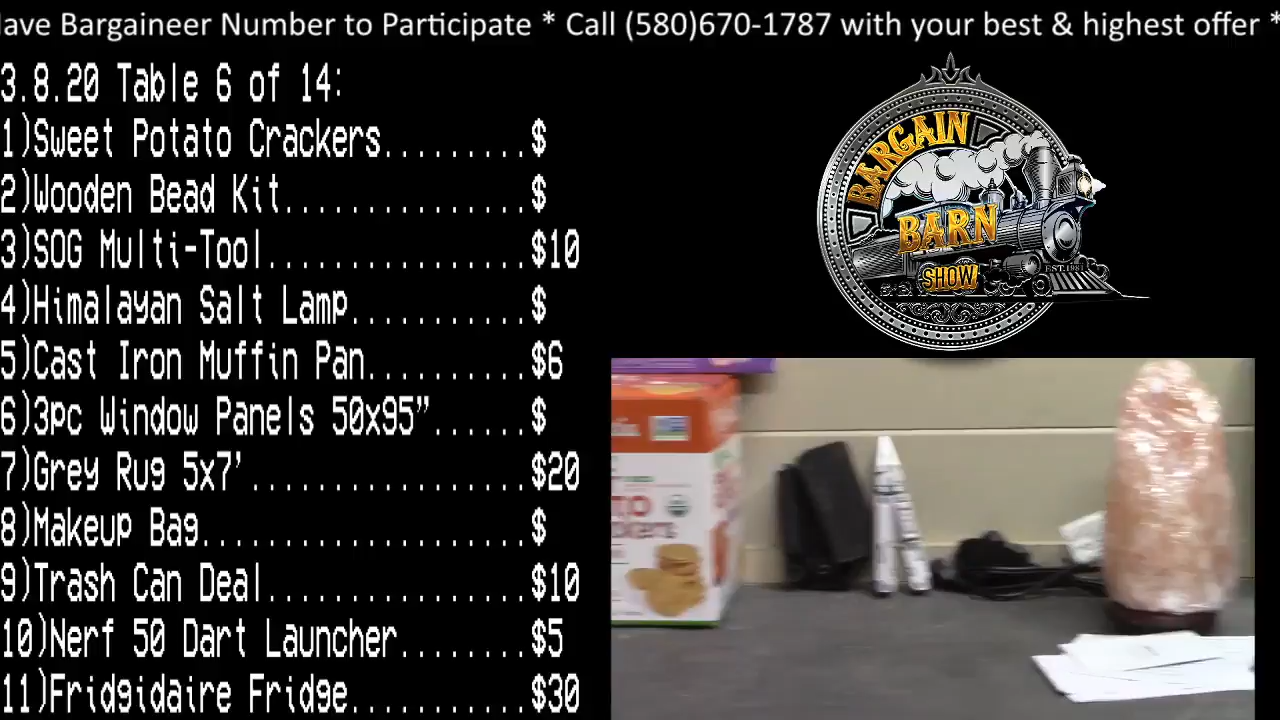 ave Bargaineer Number to Participate * Call (580)670-1787 with your best & highest offer *
3.8.20 Table 6 of 14:
1)Sweet Potato Crackers.........$
2)Wooden Bead Kit...............$
3)SOG Multi-Tool................$10
4)Himalayan Salt Lamp...........$
5)Cast Iron Muffin Pan..........$6
6)3pc Window Panels 50x95”......$
7)Grey Rug 5x7’.................$20
8)Makeup Bag....................$
9)Trash Can Deal................$10
10)Nerf 50 Dart Launcher........$5
11)Fridgidaire Fridge...........$30
BARGAIN
BARN
SHOW